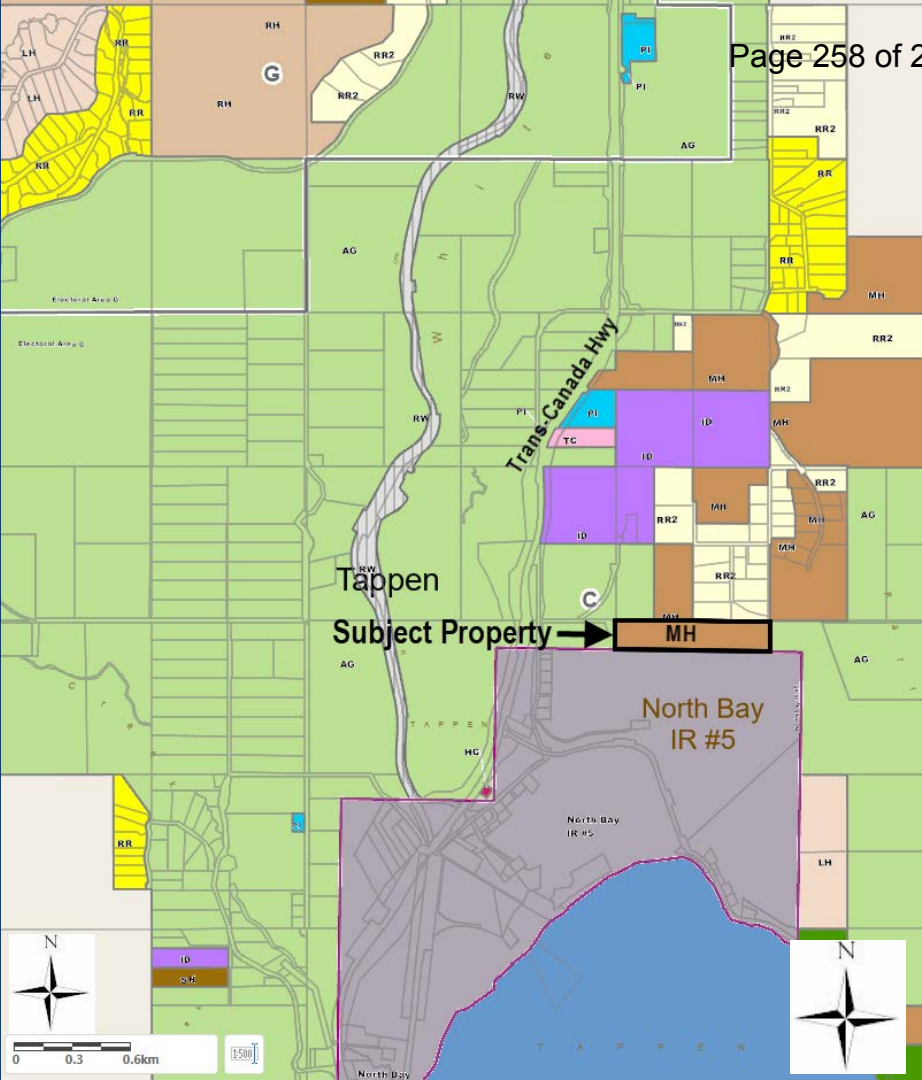 RH
LH
RR
RR2
PI
RR2
Page 258 of 2
G
RR2
PI
LH
RH
RR
RW
RR2
RR2
AG
RR
RR
AG
RR
MH
Electoral Area G
Electoral Area G
RR2
RR2
Trans-Canada Hwy
MH
RR2
RW
PI
PI
ID
MH
TC
ID
RR2
MH
AG
RR2
MH
ID
MH
RW
Tappen
RR2
C
MH
Subject Property
MH
AG
AG
North Bay
IR #5
TAPPEN
HC
North Bay
IR #5
RR
LH
N
N
ID
SH
0 0.3 0.6km
1:500
TAPPEN
North Bay